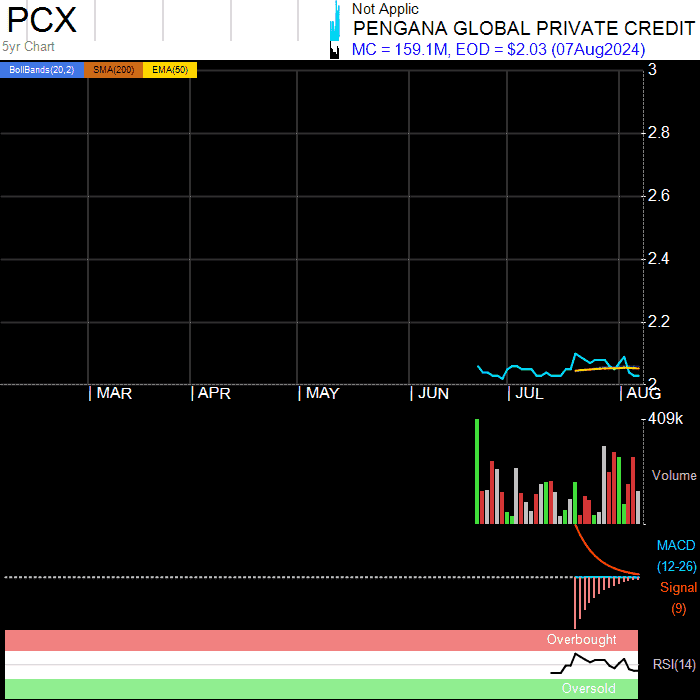 PCX
5yr Chart
Not Applic
PENGANA GLOBAL PRIVATE CREDIT
MC = 159.1M, EOD = $2.03 (07Aug2024)
BollBands(20,2) SMA(200) EMA(50)
3
2.8
2.6
2.4
2.2
2
| MAR | APR | MAY | JUN | JUL | AUG
409k
Volume
MACD
(12-26)
Signal
(9)
Overbought
RSI(14)
Oversold